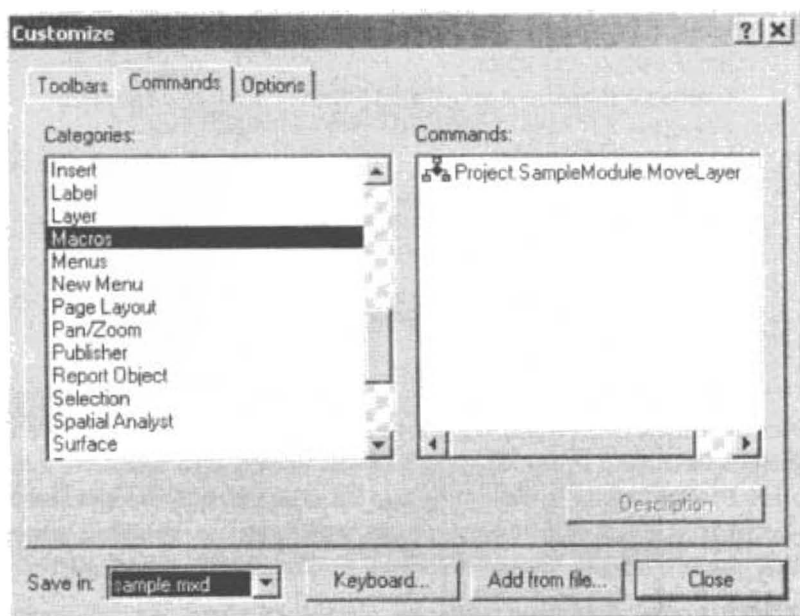 Customize
Toolbars Commands Options
Categories:
Insert
Label
Layer
Macros
Menus
New Menu
Page Layout
Pan/Zoom
Publisher
Report Object
Selection
Spatial Analyst
Surface
Commands:
Project.SampleModule.MoveLayer
Description
Save in: sample.mxd Keyboard... Add from file... Close